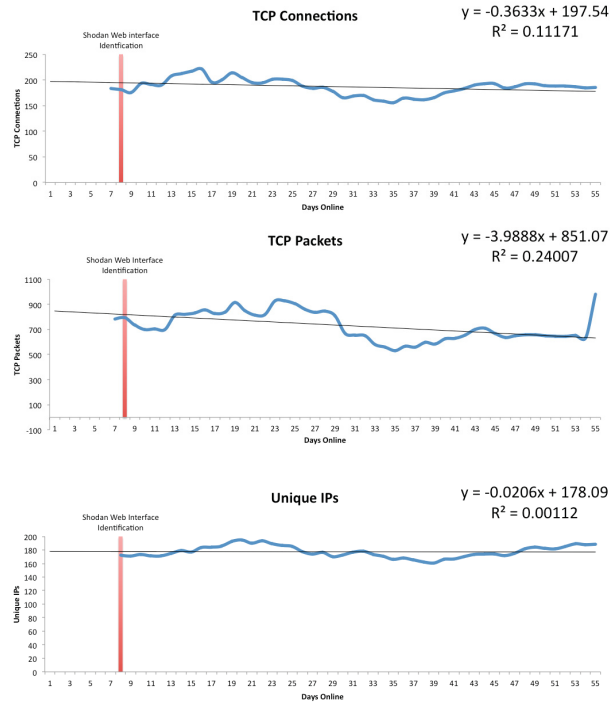 TCP Connections
y = -0.3633x + 197.54
R² = 0.11171
Shodan Web interface
Identification
TCP Connections
250
200
150
100
50
0
1 3 5 7 9 11 13 15 17 19 21 23 25 27 29 31 33 35 37 39 41 43 45 47 49 51 53 55
Days Online
TCP Packets
y = -3.9888x + 851.07
R² = 0.24007
Shodan Web Interface
Identification
TCP Packets
1100
900
700
500
300
100
-100
1 3 5 7 9 11 13 15 17 19 21 23 25 27 29 31 33 35 37 39 41 43 45 47 49 51 53 55
Days Online
Unique IPs
y = -0.0206x + 178.09
R² = 0.00112
Shodan Web Interface
Identification
Unique IPs
200
180
160
140
120
100
80
60
40
20
0
1 3 5 7 9 11 13 15 17 19 21 23 25 27 29 31 33 35 37 39 41 43 45 47 49 51 53 55
Days Online